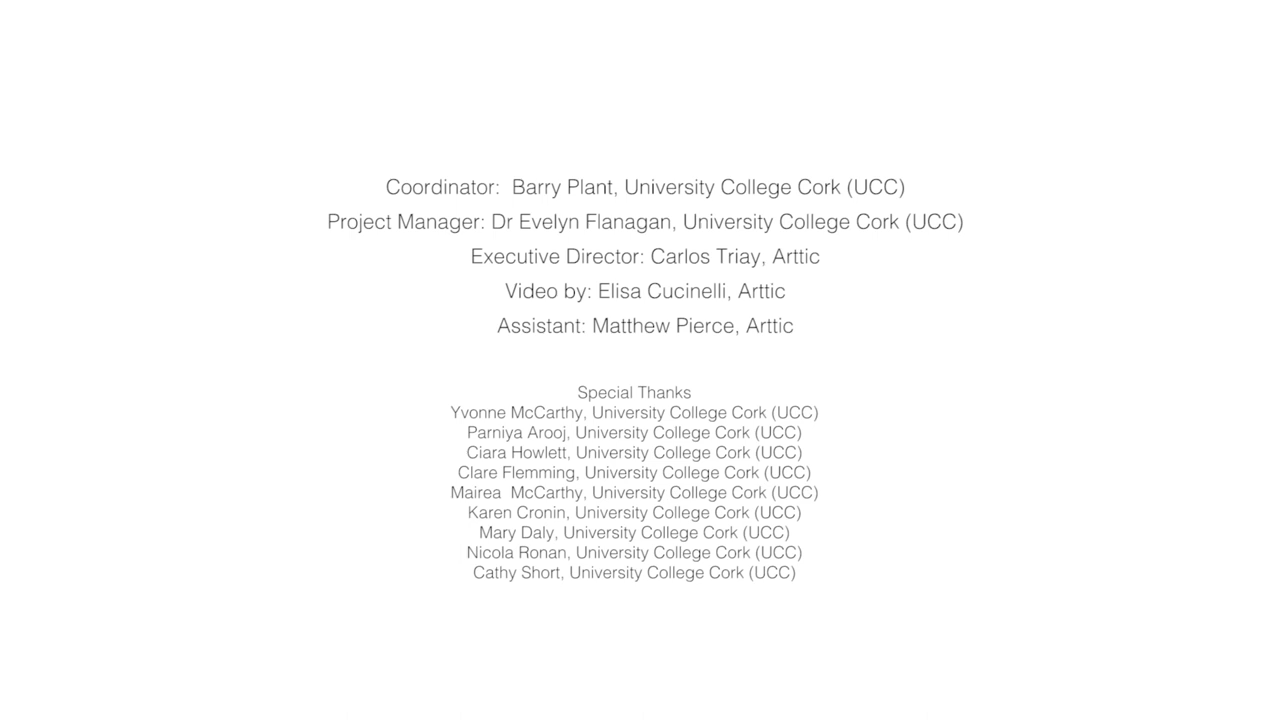 Coordinator:  Barry Plant, University College Cork (UCC)
Project Manager: Dr Evelyn Flanagan, University College Cork (UCC)
Executive Director: Carlos Triay, Arttic
Video by: Elisa Cucinelli, Arttic
Assistant: Matthew Pierce, Arttic
Special Thanks
Yvonne McCarthy, University College Cork (UCC)
Parniya Arooj, University College Cork (UCC)
Ciara Howlett, University College Cork (UCC)
Clare Flemming, University College Cork (UCC)
Mairea  McCarthy, University College Cork (UCC)
Karen Cronin, University College Cork (UCC)
Mary Daly, University College Cork (UCC)
Nicola Ronan, University College Cork (UCC)
Cathy Short, University College Cork (UCC)